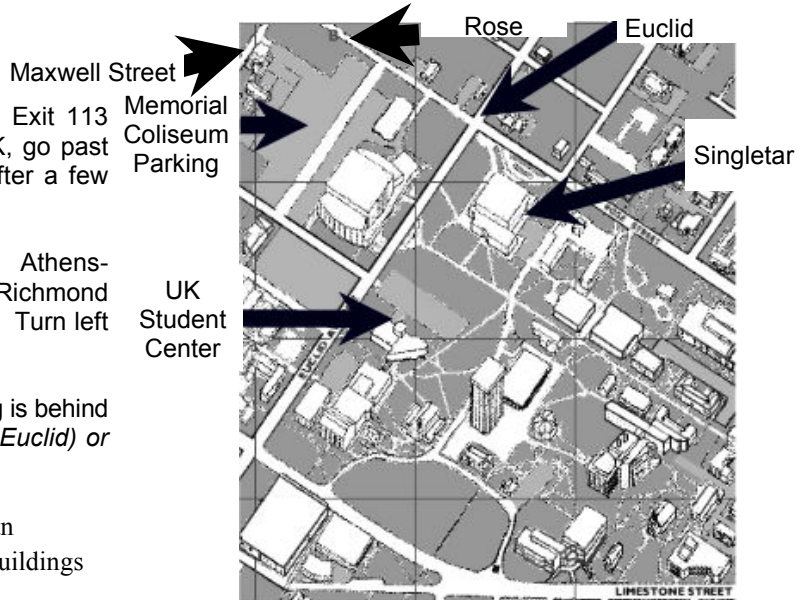 Rose
Euclid
Maxwell Street
Exit 113
K, go past
fter a few
Memorial
Coliseum
Parking
Singletar
Athens-
Richmond
Turn left
UK
Student
Center
g is behind
Euclid) or
n
uildings
LIMESTONE STREET